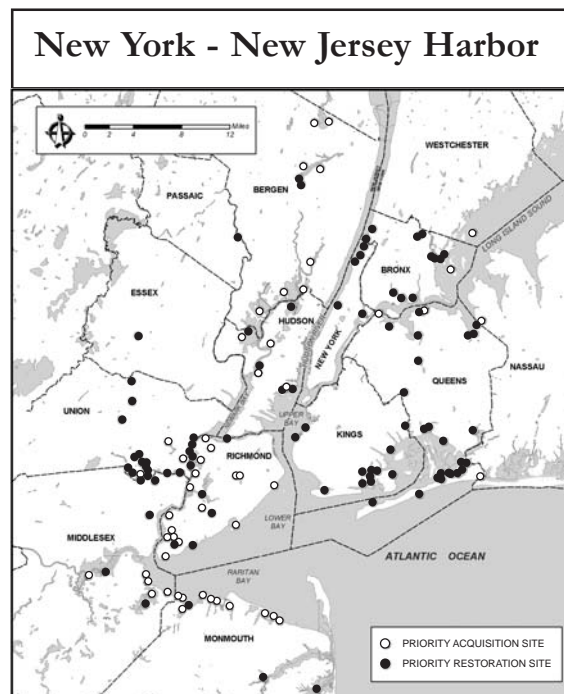 New York - New Jersey Harbor
Miles
0 2 4 8 12
WESTCHESTER
BERGEN
PASSAIC
LONG ISLAND SOUND
BRONX
ESSEX
HUDSON
NEW YORK
NASSAU
QUEENS
UNION
UPPER
BAY
KINGS
RICHMOND
LOWER
BAY
MIDDLESEX
ATLANTIC OCEAN
RARITAN
BAY
MONMOUTH
PRIORITY ACQUISITION SITE
PRIORITY RESTORATION SITE